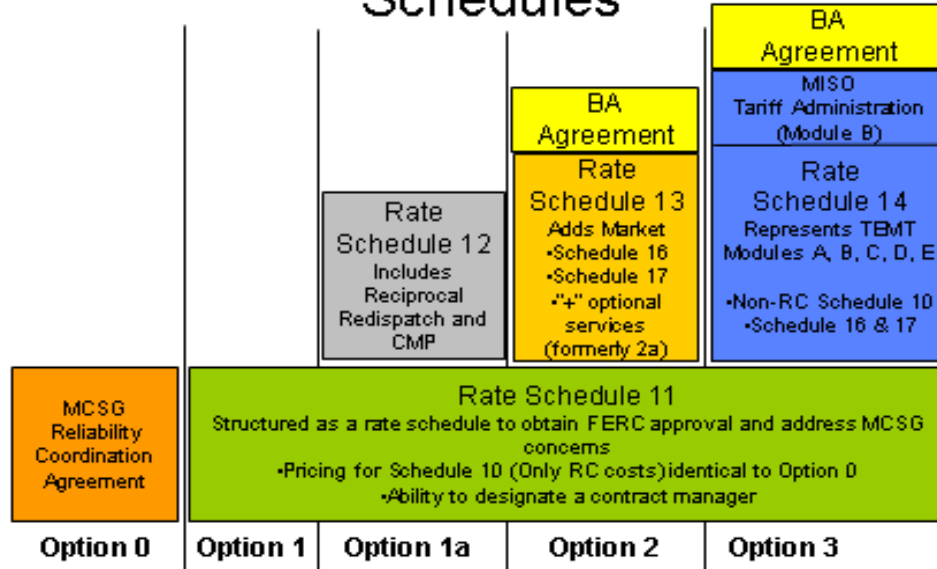 Schedules
BA
Agreement
MISO
Tariff Administration
(Module B)
Rate
Schedule 14
Represents TEMT
Modules A, B, C, D, E
•Non-RC Schedule 10
•Schedule 16 & 17
BA
Agreement
Rate
Schedule 13
Adds Market
•Schedule 16
•Schedule 17
•"+" optional
services
(formerly 2a)
Rate
Schedule 12
Includes
Reciprocal
Redispatch and
CMP
MCSG
Reliability
Coordination
Agreement
Rate Schedule 11
Structured as a rate schedule to obtain FERC approval and address MCSG
concerns
•Pricing for Schedule 10 (Only RC costs)identical to Option 0
•Ability to designate a contract manager
Option 0
Option 1
Option 1a
Option 2
Option 3